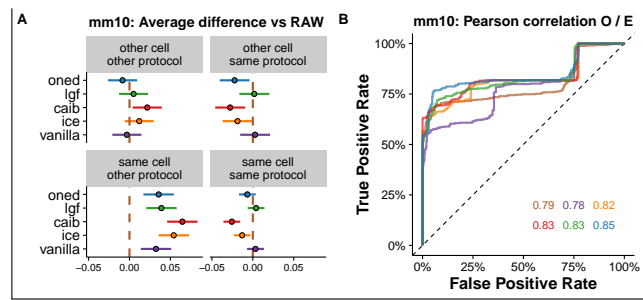 A
mm10: Average difference vs RAW
other cell
other protocol
other cell
same protocol
oned
lgf
caib
ice
vanilla
same cell
other protocol
same cell
same protocol
oned
lgf
caib
ice
vanilla
−0.05 0.00 0.05 −0.05 0.00 0.05
B
mm10: Pearson correlation O / E
True Positive Rate
100%
75%
50%
25%
0%
0.79 0.78 0.82
0.83 0.83 0.85
0% 25% 50% 75% 100%
False Positive Rate